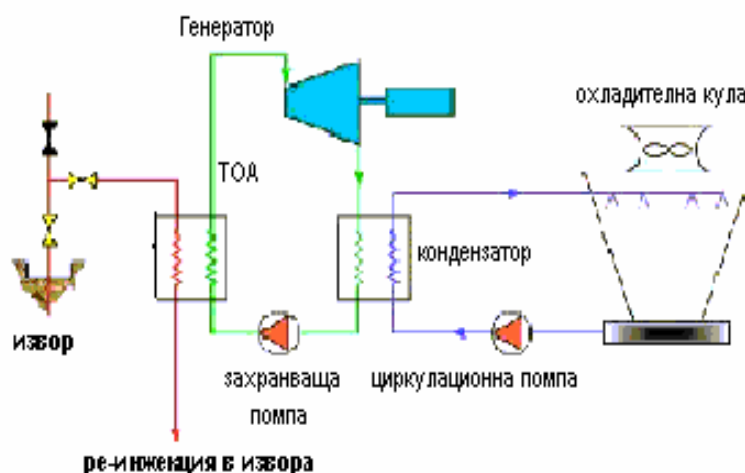 Генератор
охладителна кула
ТОА
кондензатор
извор
захранваща
помпа
циркулационна помпа
ре-инжекция в извора